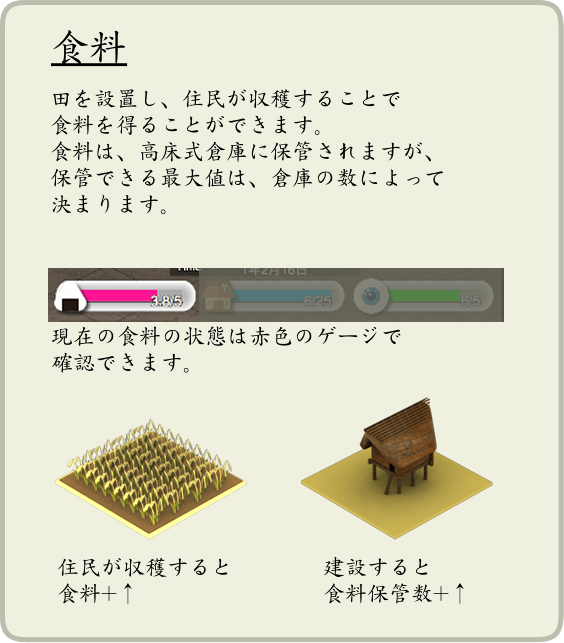 食料
田を設置し、住民が収穫することで
食料を得ることができます。
食料は、高床式倉庫に保管されますが、
保管できる最大値は、倉庫の数によって
決まります。
Time
1年2月16日
3.8/5
6/25
5/5
現在の食料の状態は赤色のゲージで
確認できます。
住民が収穫すると
食料+↑
建設すると
食料保管数+↑